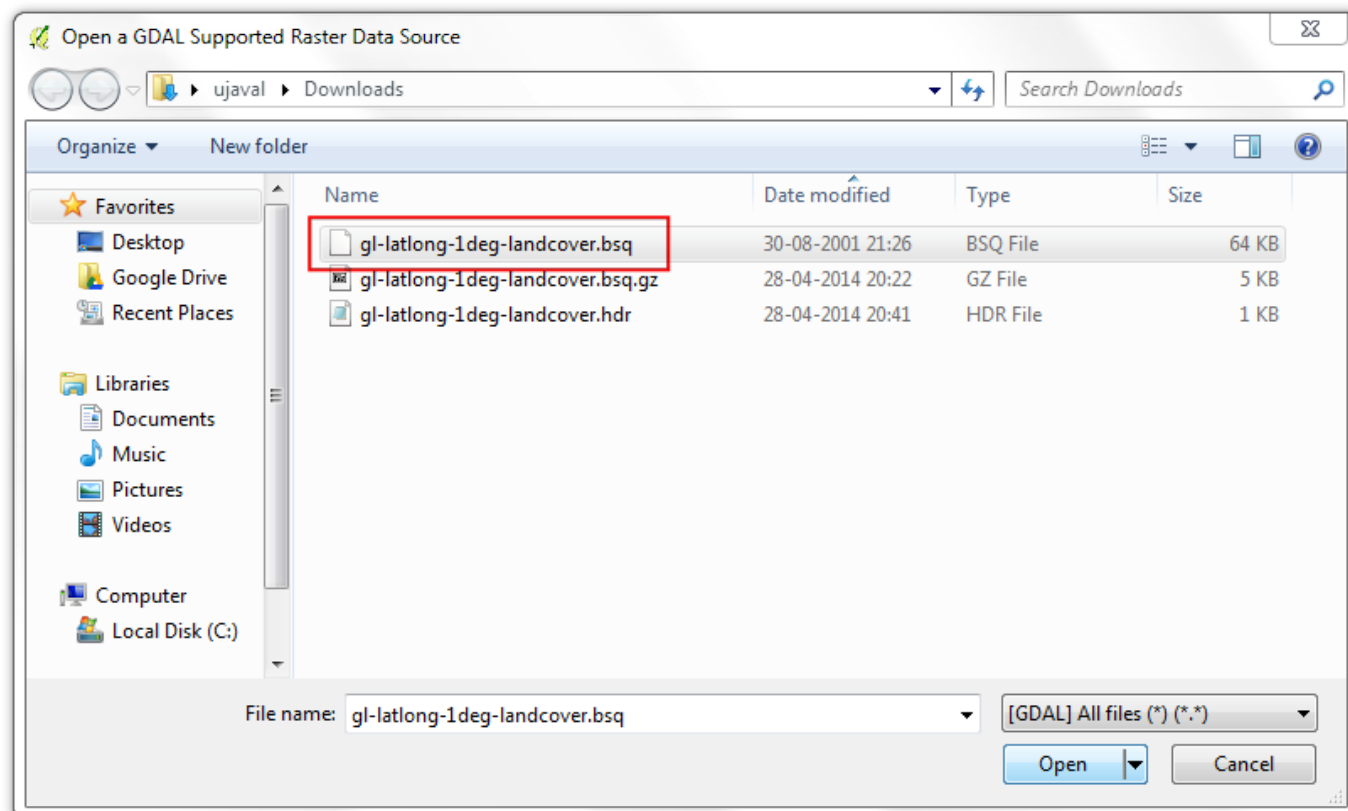 Open a GDAL Supported Raster Data Source
ujaval Downloads Search Downloads
Organize New folder
Name Date modified Type Size
gl-latlong-1deg-landcover.bsq 30-08-2001 21:26 BSQ File 64 KB
gl-latlong-1deg-landcover.bsq.gz 28-04-2014 20:22 GZ File 5 KB
gl-latlong-1deg-landcover.hdr 28-04-2014 20:41 HDR File 1 KB
Favorites
Desktop
Google Drive
Recent Places
Libraries
Documents
Music
Pictures
Videos
Computer
Local Disk (C:)
File name: gl-latlong-1deg-landcover.bsq [GDAL] All files (*) (*.*)
Open Cancel